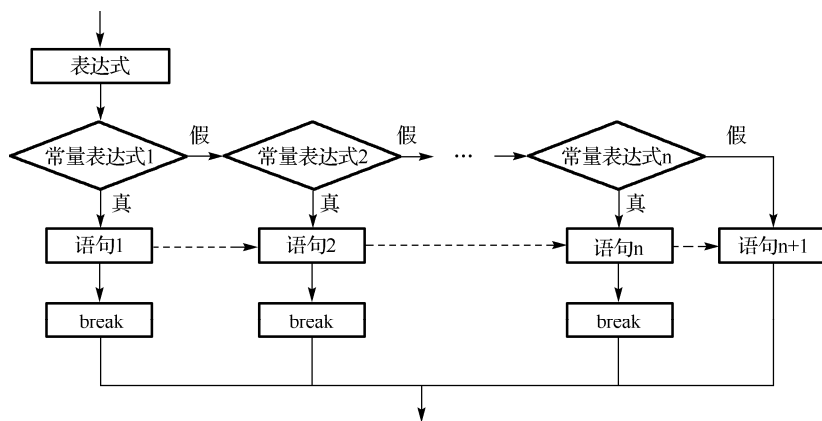 表达式
假
假
假
常量表达式1
常量表达式2
…
常量表达式n
真
真
真
语句1
语句2
语句n
语句n+1
break
break
break